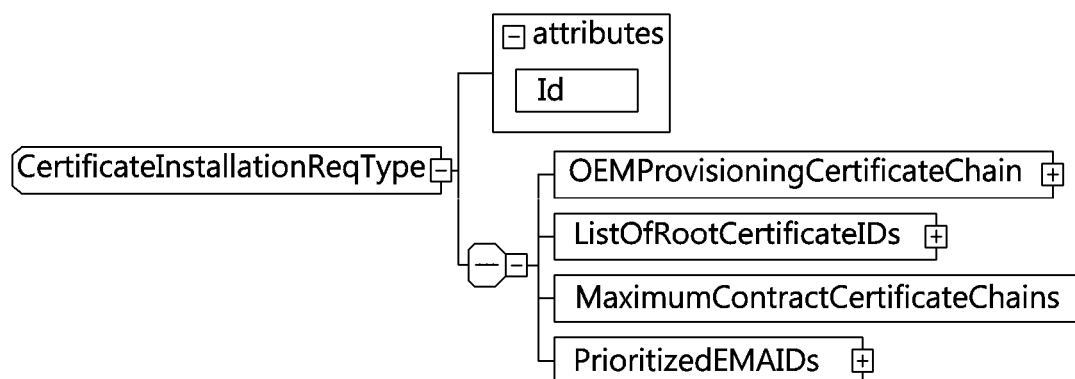 attributes
Id
CertificateInstallationReqType
OEMProvisioningCertificateChain
ListOfRootCertificateIDs
MaximumContractCertificateChains
PrioritizedEMAIDs